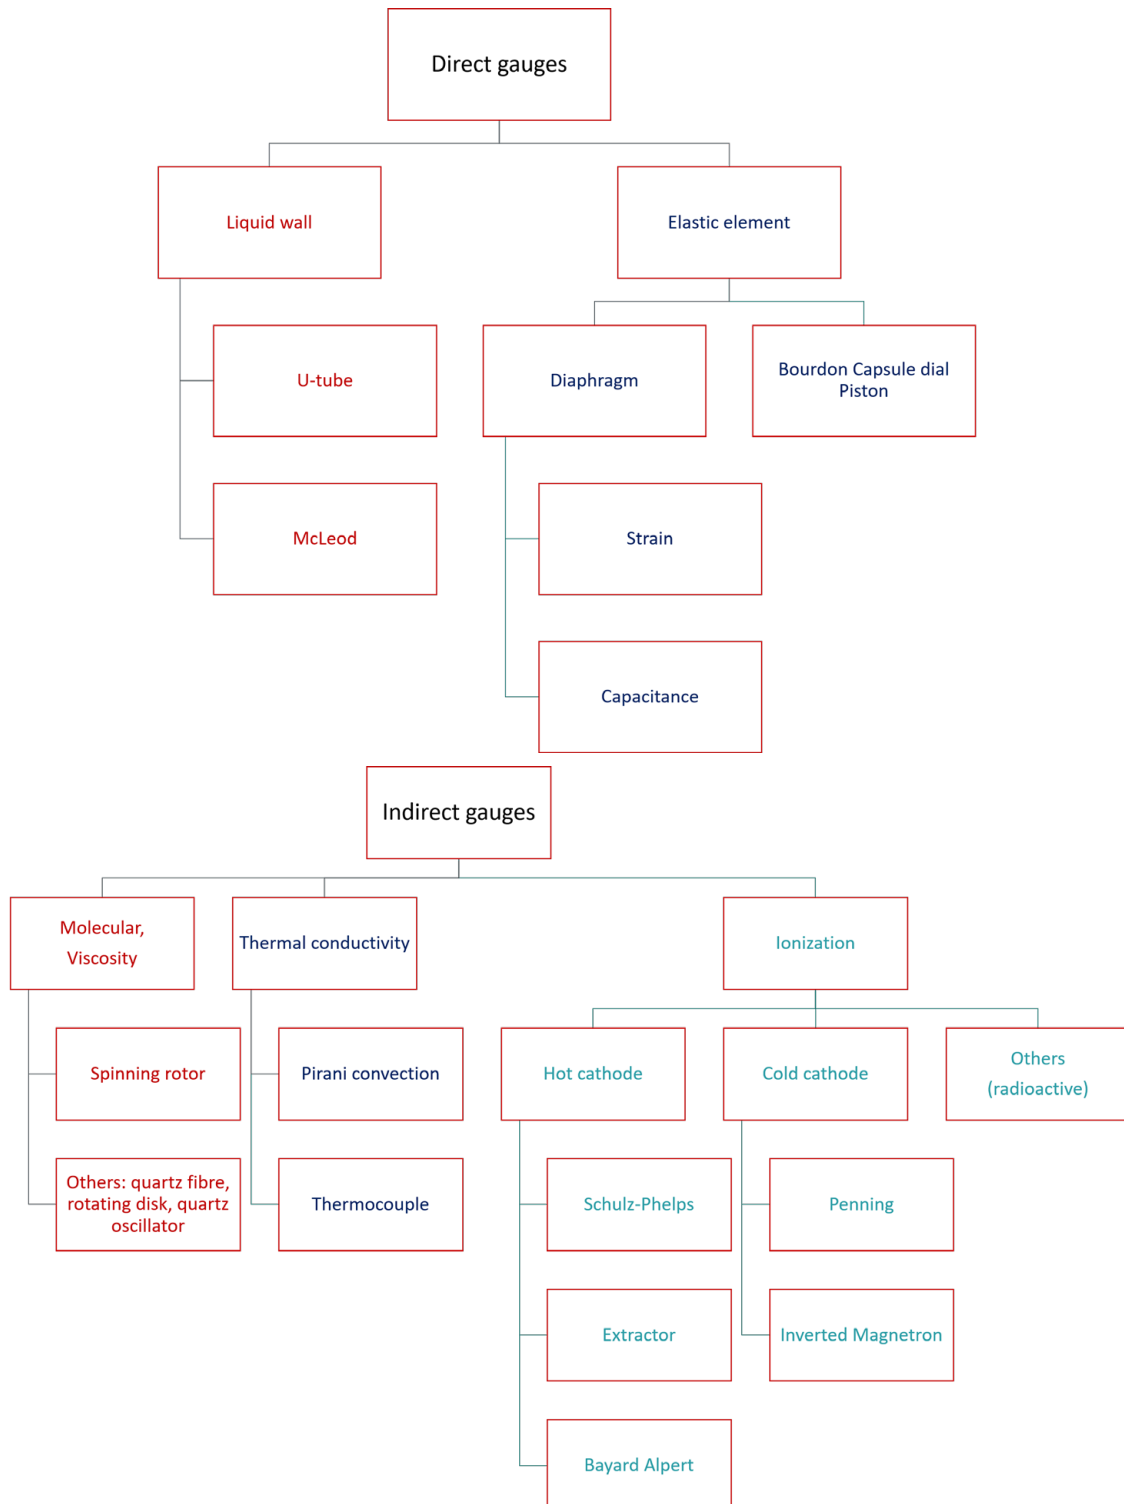 Direct gauges
Liquid wall
Elastic element
U-tube
Diaphragm
Bourdon Capsule dial
Piston
McLeod
Strain
Capacitance
Indirect gauges
Molecular,
Viscosity
Thermal conductivity
Ionization
Spinning rotor
Pirani convection
Hot cathode
Cold cathode
Others
(radioactive)
Others: quartz fibre,
rotating disk, quartz
oscillator
Thermocouple
Schulz-Phelps
Penning
Extractor
Inverted Magnetron
Bayard Alpert